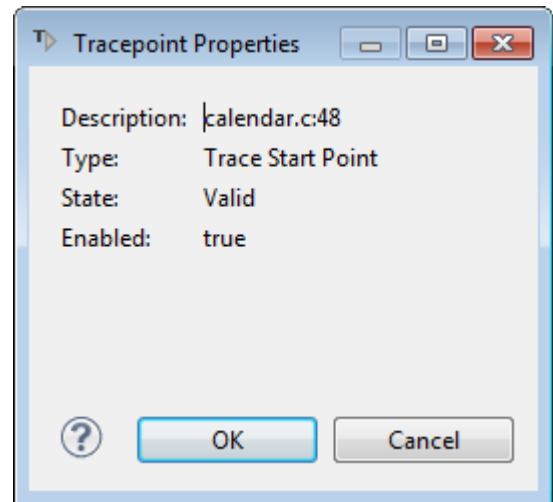 Tracepoint Properties
Description: calendar.c:48
Type: Trace Start Point
State: Valid
Enabled: true
OK Cancel